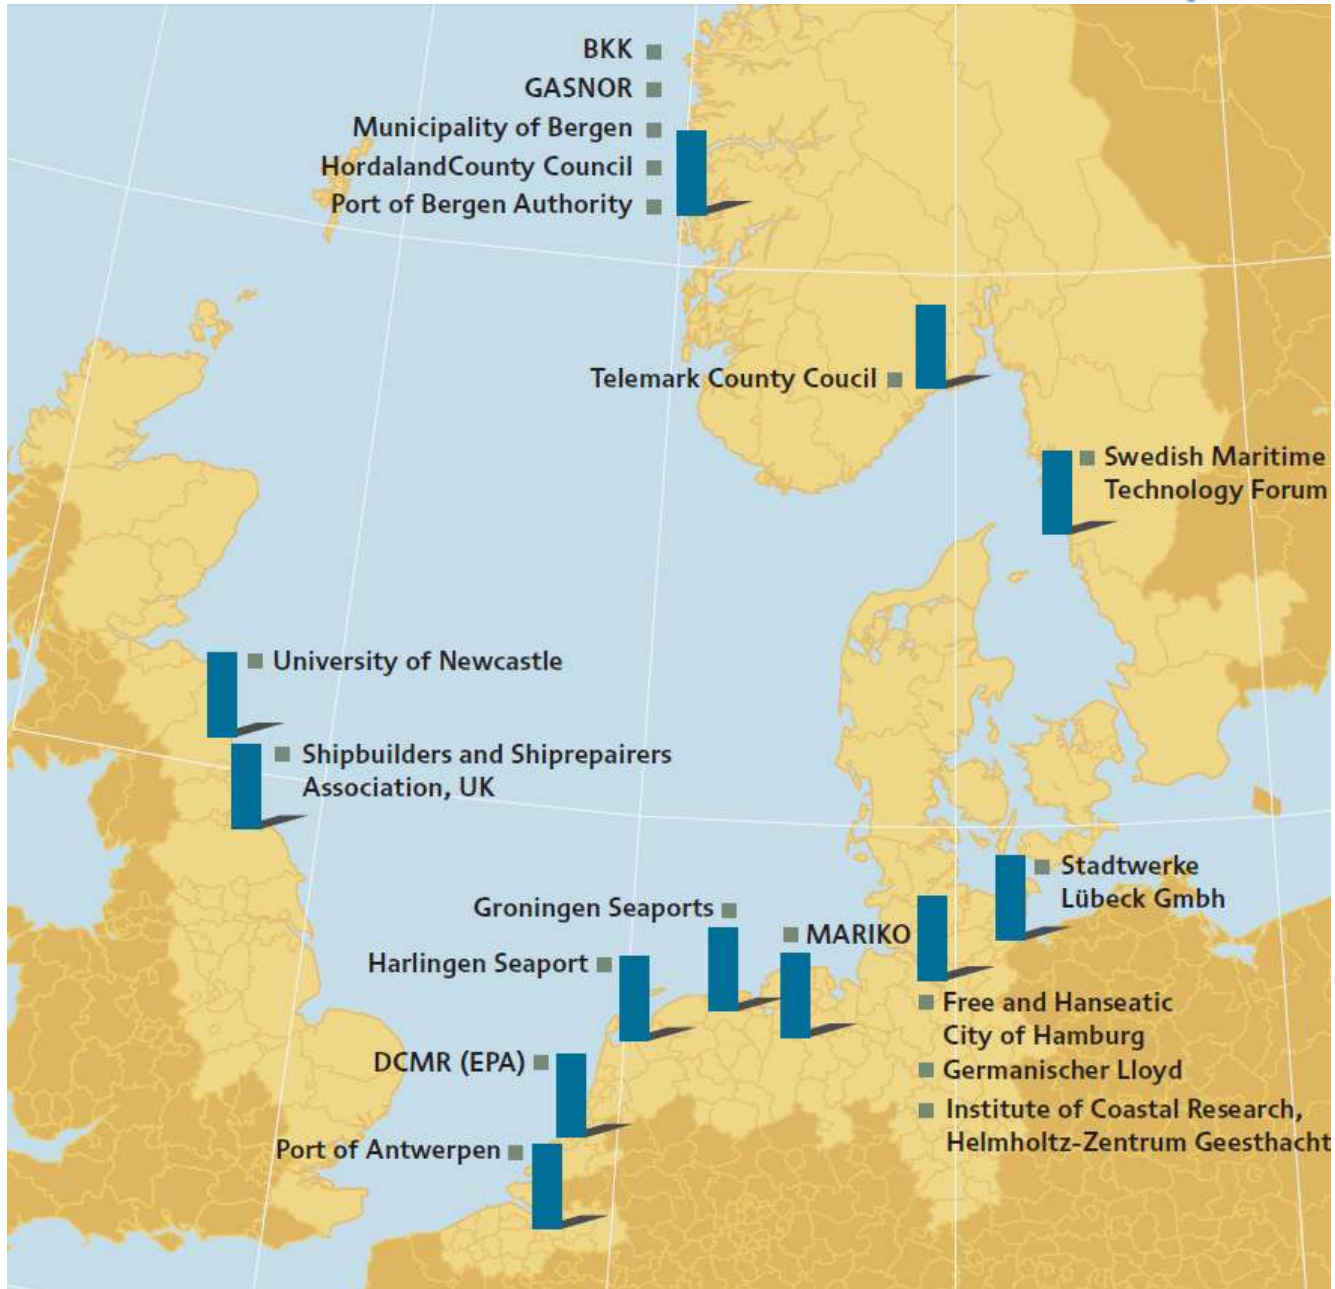 BKK
GASNOR
Municipality of Bergen
HordalandCounty Council
Port of Bergen Authority
Telemark County Coucil
Swedish Maritime
Technology Forum
University of Newcastle
Shipbuilders and Shiprepairers
Association, UK
Stadtwerke
Lübeck Gmbh
Groningen Seaports
MARIKO
Harlingen Seaport
Free and Hanseatic
City of Hamburg
DCMR (EPA)
Germanischer Lloyd
Institute of Coastal Research,
Helmholtz-Zentrum Geesthacht
Port of Antwerpen